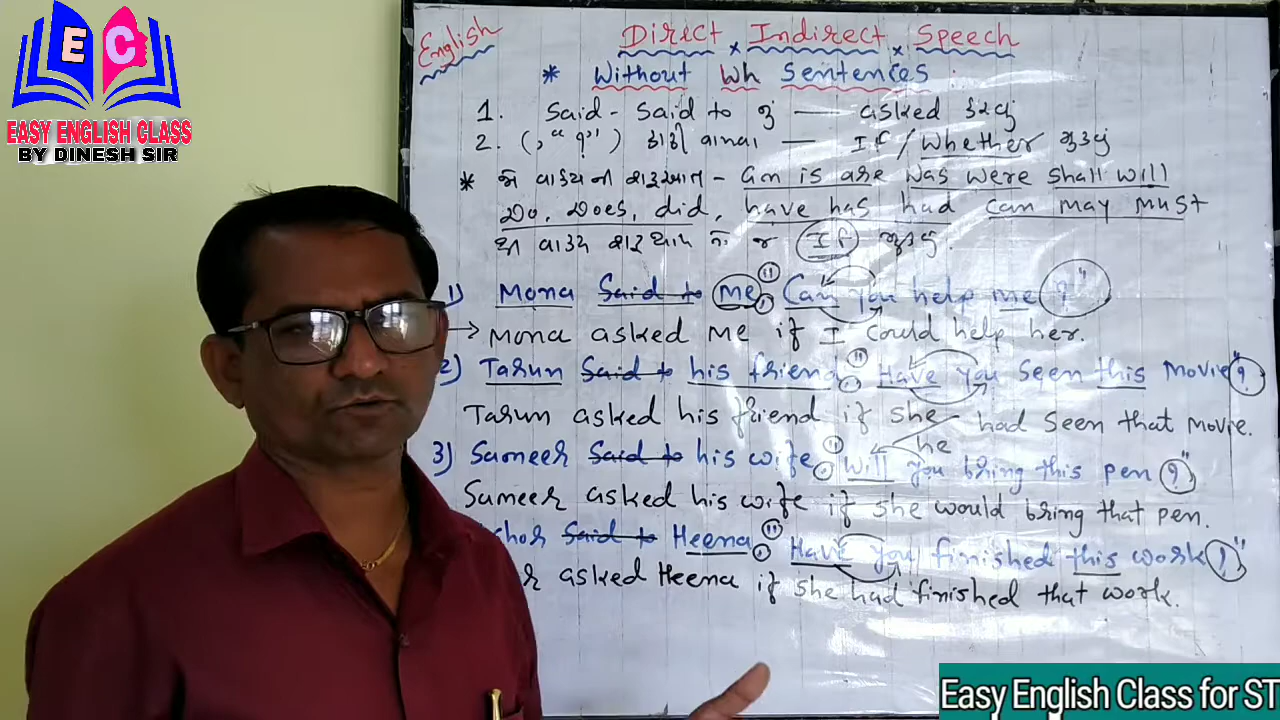 EC
EASY ENGLISH CLASS
BY DINESH SIR
English
Direct x Indirect x Speech
* Without Wh Sentences
1. Said - Said to નું — asked કરવું
2. (, “ ?” ) કાઢી — If / Whether મુકવું
* જે વાક્યની શરૂઆત - am is are was were shall will
Do, Does, did, have has had can may must
થી વાક્ય શરૂ થાય તો જ If મુકવું.
1) Mona Said to me, “Can you help me ?”
→ Mona asked me if I could help her.
2) Tarun Said to his friend, “Have you seen this movie ?”
Tarun asked his friend if she had seen that movie.
he
3) Sameer Said to his wife, “Will you bring this pen ?”
Sameer asked his wife if she would bring that pen.
Said to Heena, “Have you finished this work ?”
asked Heena if she had finished that work.
Easy English Class for ST